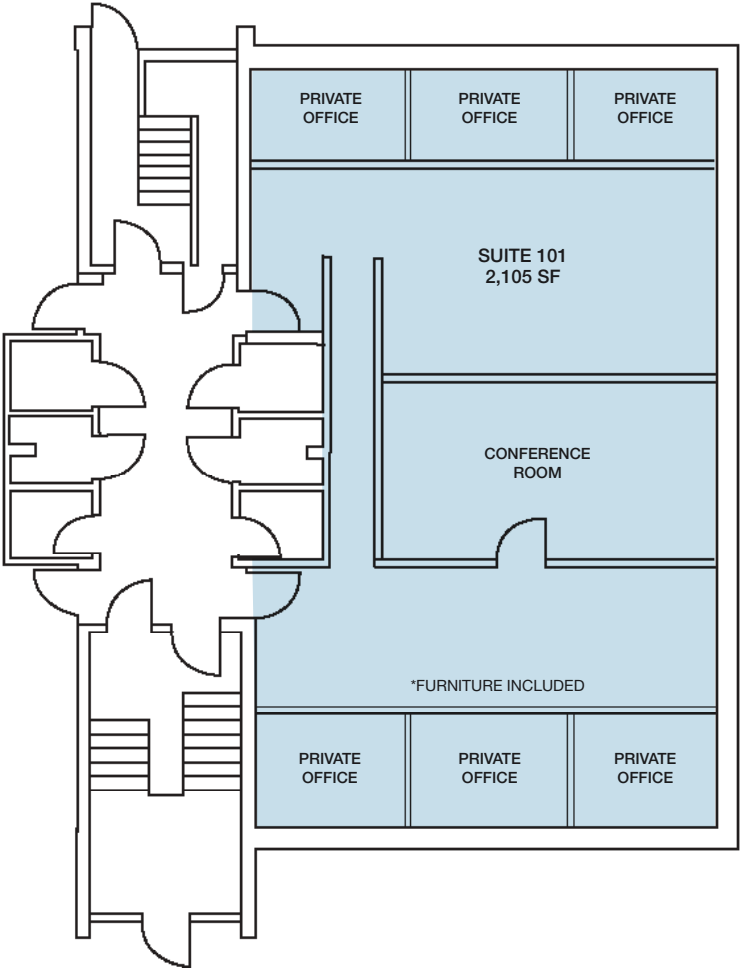 PRIVATE
OFFICE
PRIVATE
OFFICE
PRIVATE
OFFICE
SUITE 101
2,105 SF
CONFERENCE
ROOM
*FURNITURE INCLUDED
PRIVATE
OFFICE
PRIVATE
OFFICE
PRIVATE
OFFICE